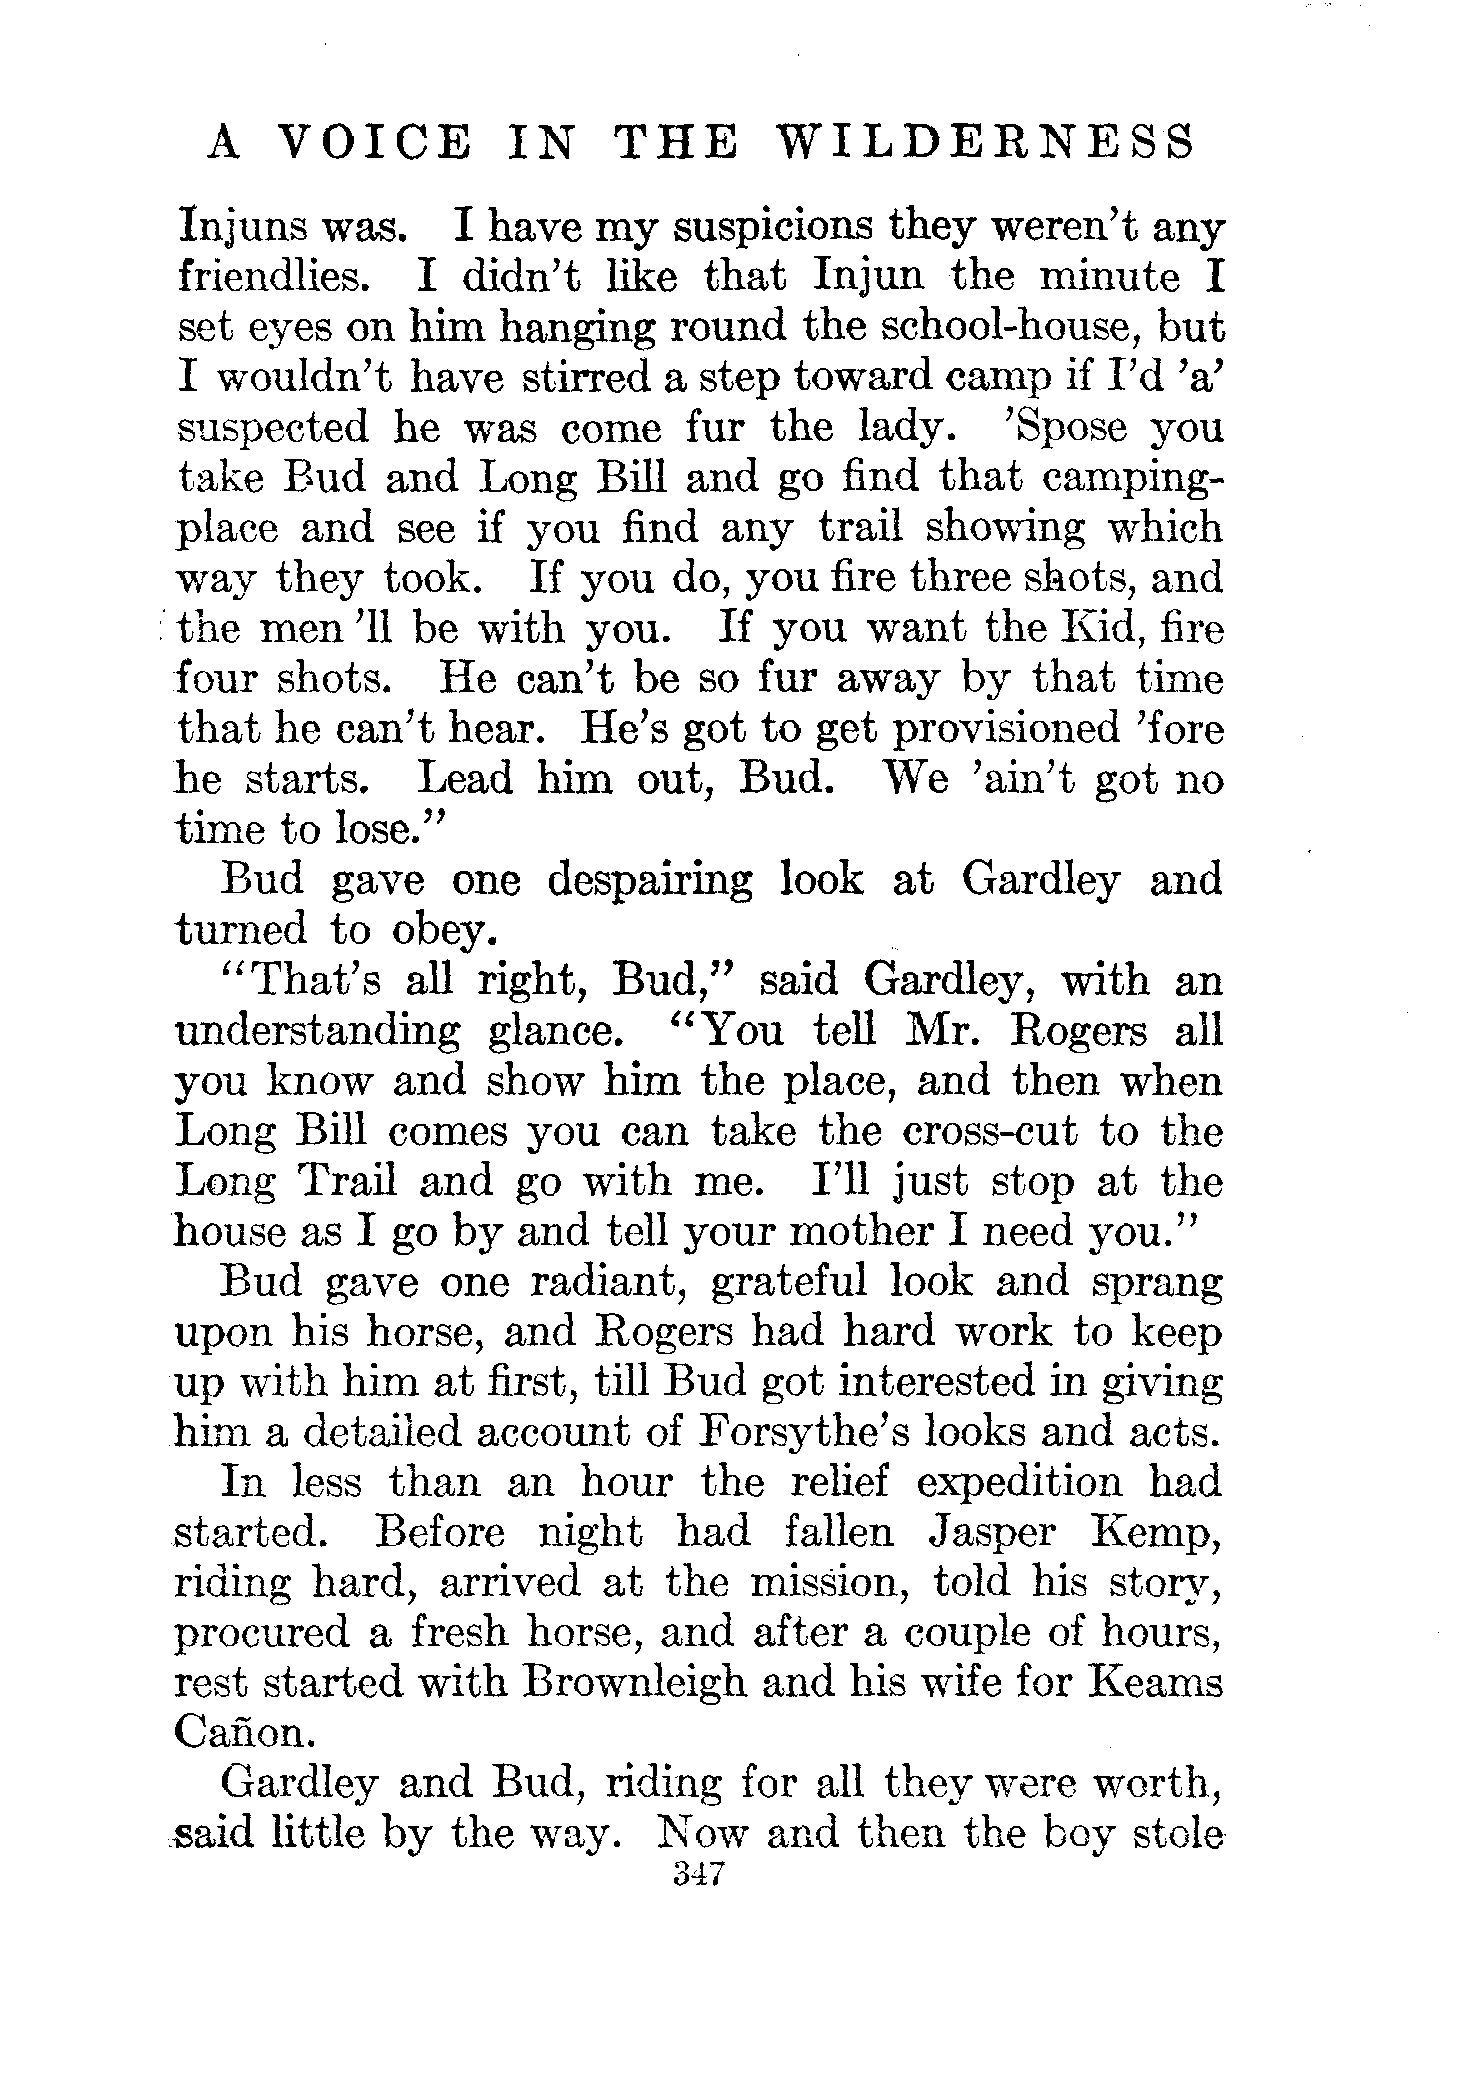 A VOICE IN THE WILDERNESS
Injuns was. I have my suspicions they weren't any
friendlies. I didn't like that Injun the minute I
set eyes on him hanging round the school-house, but
I wouldn't have stirred a step toward camp if I'd 'a'
suspected he was come fur the lady. 'Spose you
take Bud and Long Bill and go find that camping-
place and see if you find any trail showing which
way they took. If you do, you fire three shots, and
the men 'll be with you. If you want the Kid, fire
four shots. He can't be so fur away by that time
that he can't hear. He's got to get provisioned 'fore
he starts. Lead him out, Bud. We 'ain't got no
time to lose."
Bud gave one despairing look at Gardley and
turned to obey.
"That's all right, Bud," said Gardley, with an
understanding glance. "You tell Mr. Rogers all
you know and show him the place, and then when
Long Bill comes you can take the cross-cut to the
Long Trail and go with me. I'll just stop at the
house as I go by and tell your mother I need you."
Bud gave one radiant, grateful look and sprang
upon his horse, and Rogers had hard work to keep
up with him at first, till Bud got interested in giving
him a detailed account of Forsythe's looks and acts.
In less than an hour the relief expedition had
started. Before night had fallen Jasper Kemp,
riding hard, arrived at the mission, told his story,
procured a fresh horse, and after a couple of hours,
rest started with Brownleigh and his wife for Keams
Cañon.
Gardley and Bud, riding for all they were worth,
said little by the way. Now and then the boy stole
347